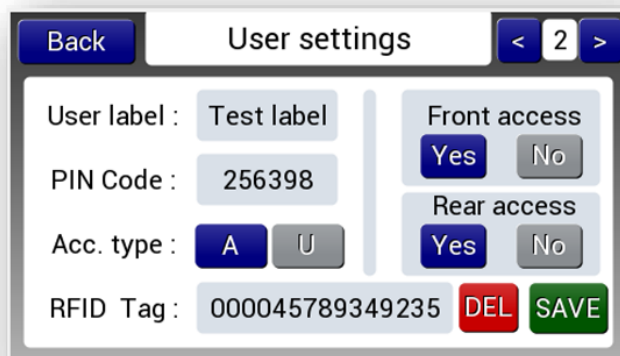 Back User settings < 2 >
User label : Test label
PIN Code : 256398
Acc. type : A U
RFID Tag : 000045789349235 DEL SAVE
Front access
Yes No
Rear access
Yes No